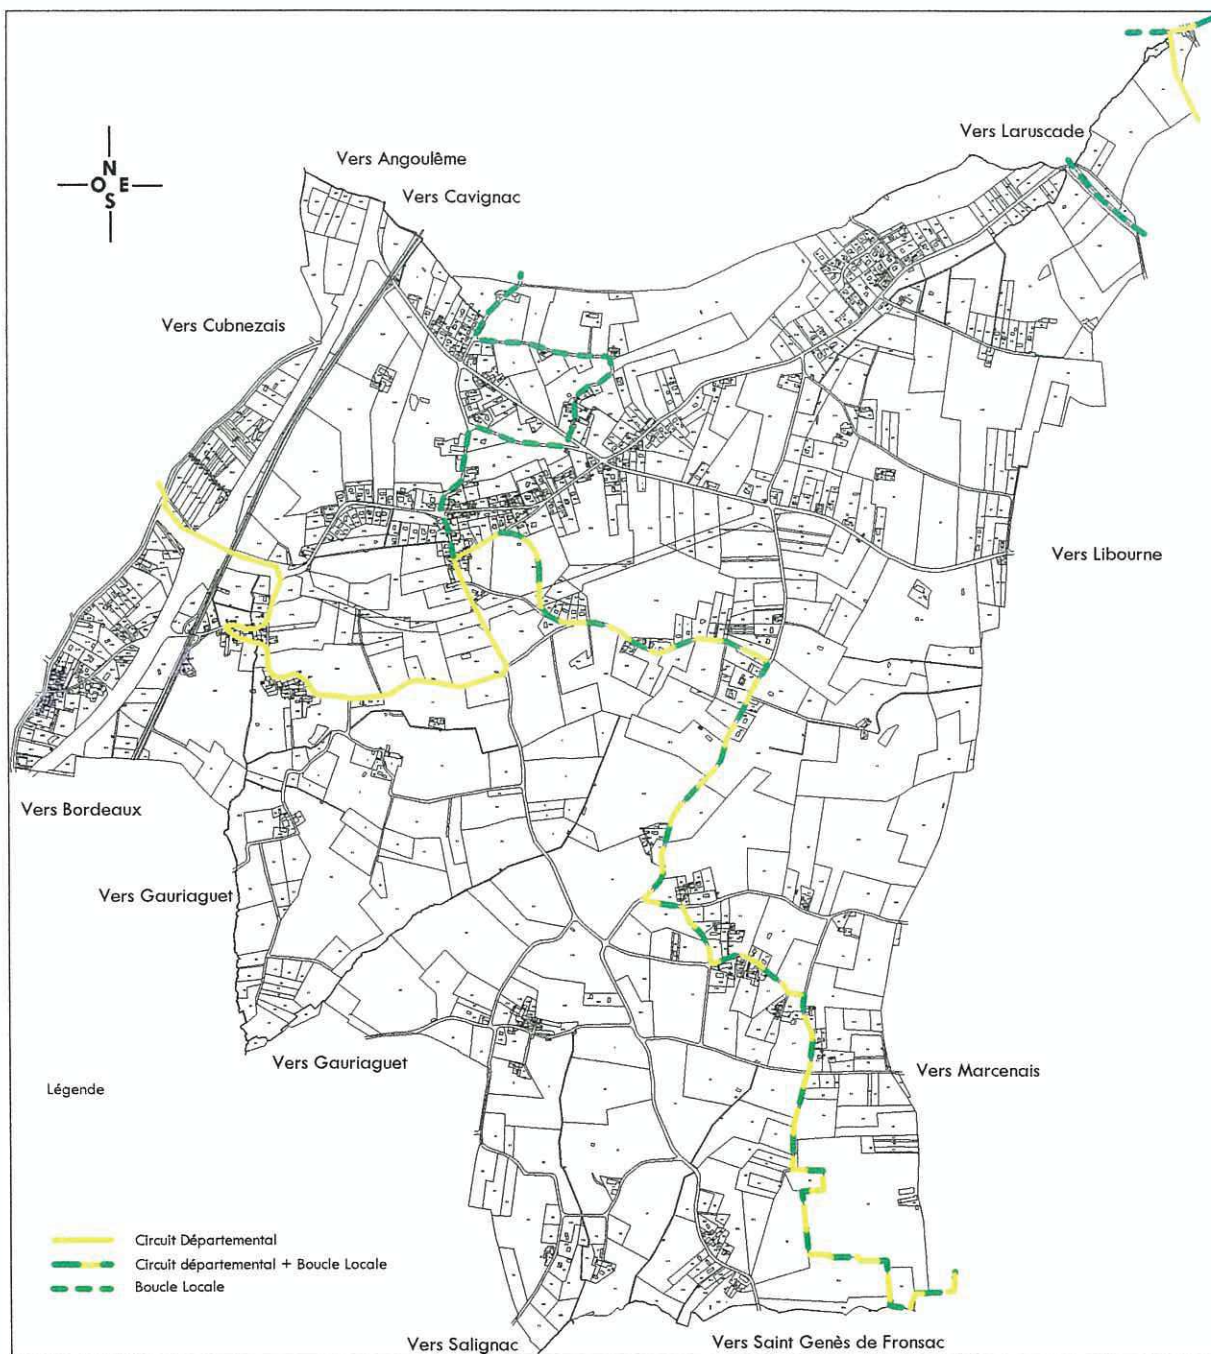 Vers Laruscade
Vers Angoulême
N
O E
S
Vers Cavignac
Vers Cubnezais
Vers Libourne
Vers Bordeaux
Vers Gauriaguet
Vers Gauriaguet
Vers Marcenais
Légende
Circuit Départemental
Circuit départemental + Boucle Locale
Boucle Locale
Vers Salignac
Vers Saint Genès de Fronsac